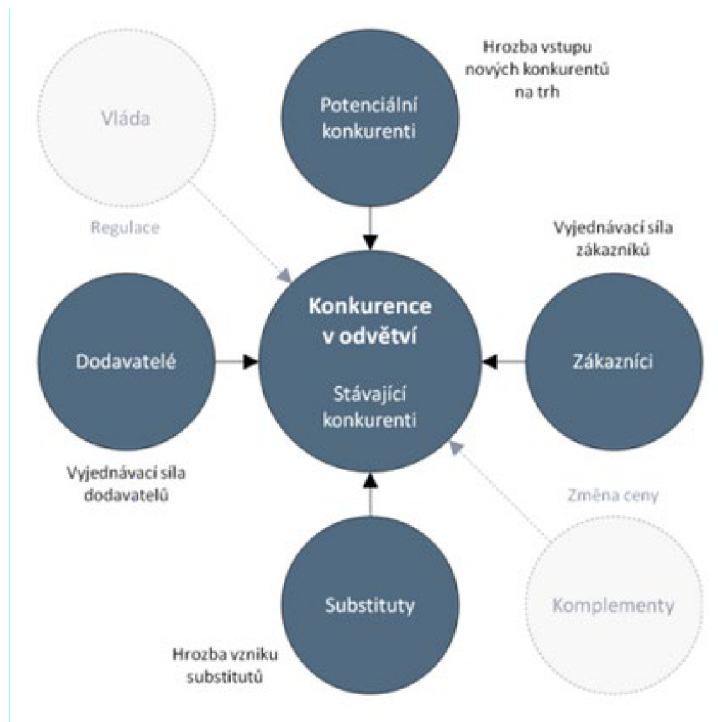 Hrozba vstupu
nových konkurentů
na trh
Potenciální
konkurenti
Vláda
Regulace
Vyjednávací síla
zákazníků
Konkurence
v odvětví
Stávající
konkurenti
Dodavatelé
Zákazníci
Vyjednávací síla
dodavatelů
Změna ceny
Substituty
Komplementy
Hrozba vzniku
substitutů